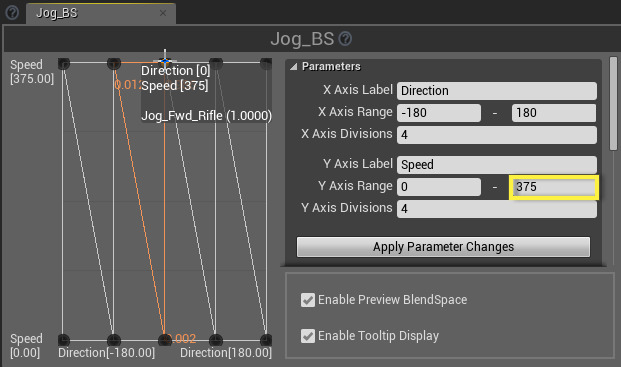 Jog_BS
Jog_BS
Speed
[375.00]
0.012
Direction [0]
Speed [375]
Jog_Fwd_Rifle (1.0000)
0.002
Speed
[0.00]
Direction[-180.00]
Direction[180.00]
Parameters
X Axis Label Direction
X Axis Range -180 - 180
X Axis Divisions 4
Y Axis Label Speed
Y Axis Range 0 - 375
Y Axis Divisions 4
Apply Parameter Changes
Enable Preview BlendSpace
Enable Tooltip Display